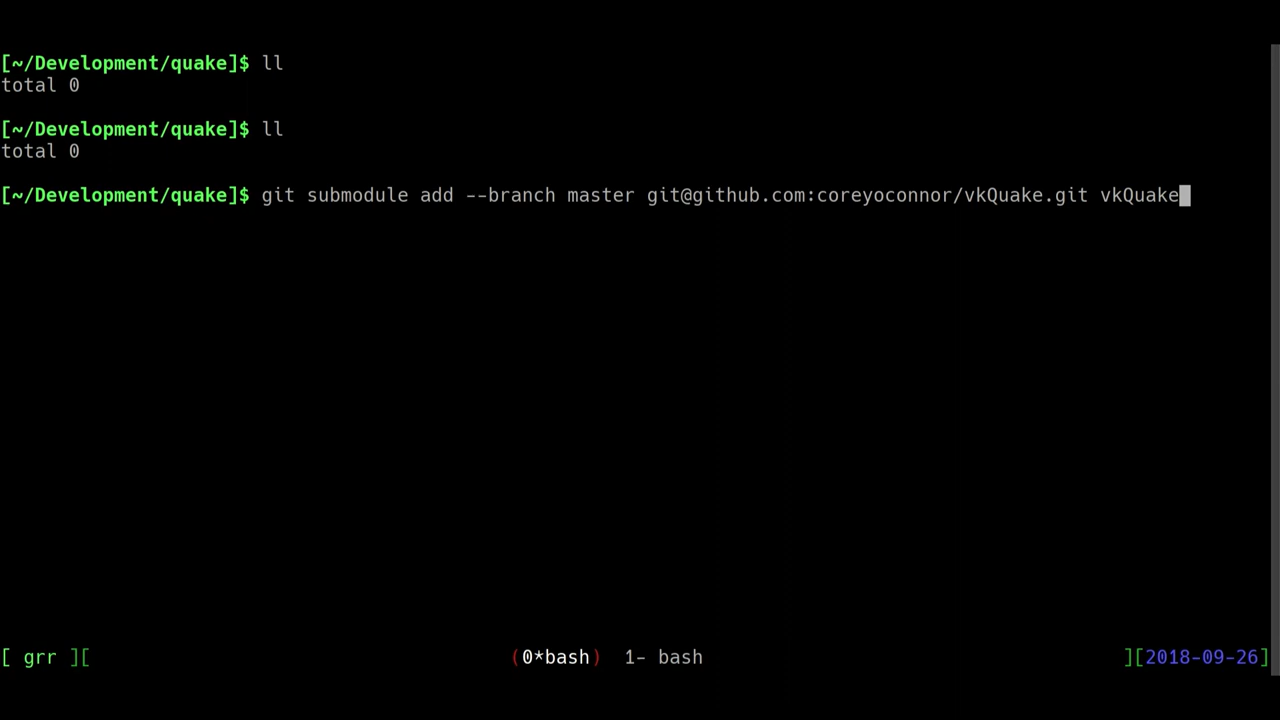 [~/Development/quake]$ ll
total 0
[~/Development/quake]$ ll
total 0
[~/Development/quake]$ git submodule add --branch master git@github.com:coreyoconnor/vkQuake.git vkQuake
[ grr ][ (0*bash) 1- bash ][2018-09-26]